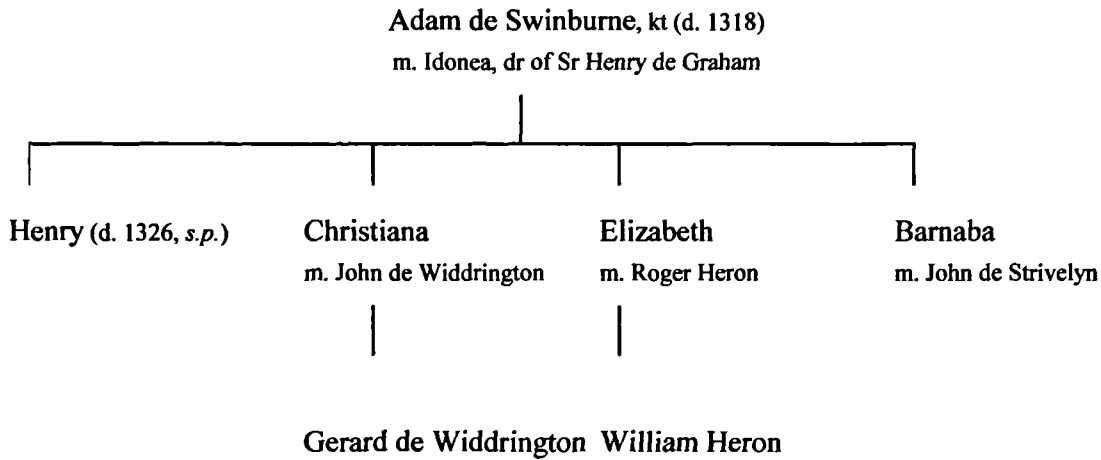 Adam de Swinburne, kt (d. 1318)
m. Idonea, dr of Sr Henry de Graham
Henry (d. 1326, s.p.)
Christiana
m. John de Widdrington
Elizabeth
m. Roger Heron
Barnaba
m. John de Strivelyn
Gerard de Widdrington
William Heron